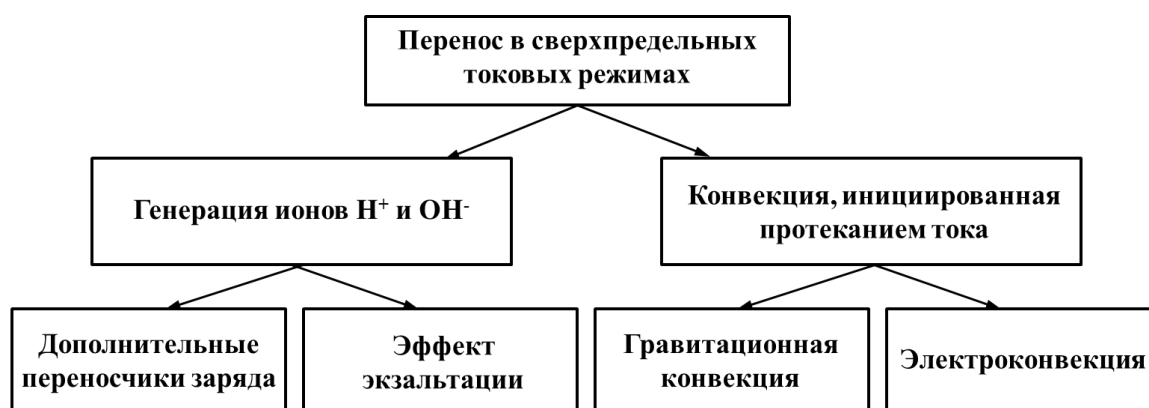 Перенос в сверхпредельных
токовых режимах
Генерация ионов H⁺ и OH⁻
Конвекция, инициированная
протеканием тока
Дополнительные
переносчики заряда
Эффект
экзальтации
Гравитационная
конвекция
Электроконвекция